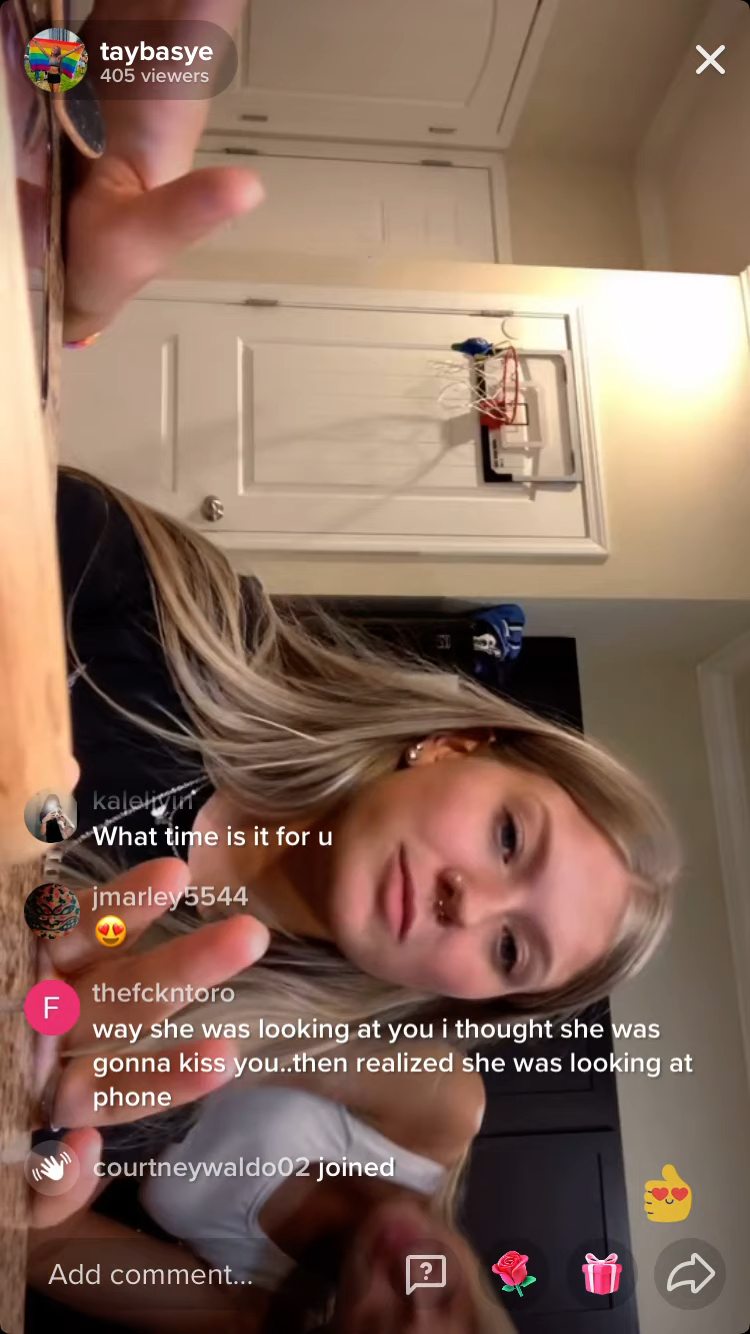 taybasye
405 viewers
kalelivin
What time is it for u
jmarley5544
😍
F
thefckntoro
way she was looking at you i thought she was
gonna kiss you..then realized she was looking at
phone
courtneywaldo02 joined
Add comment...